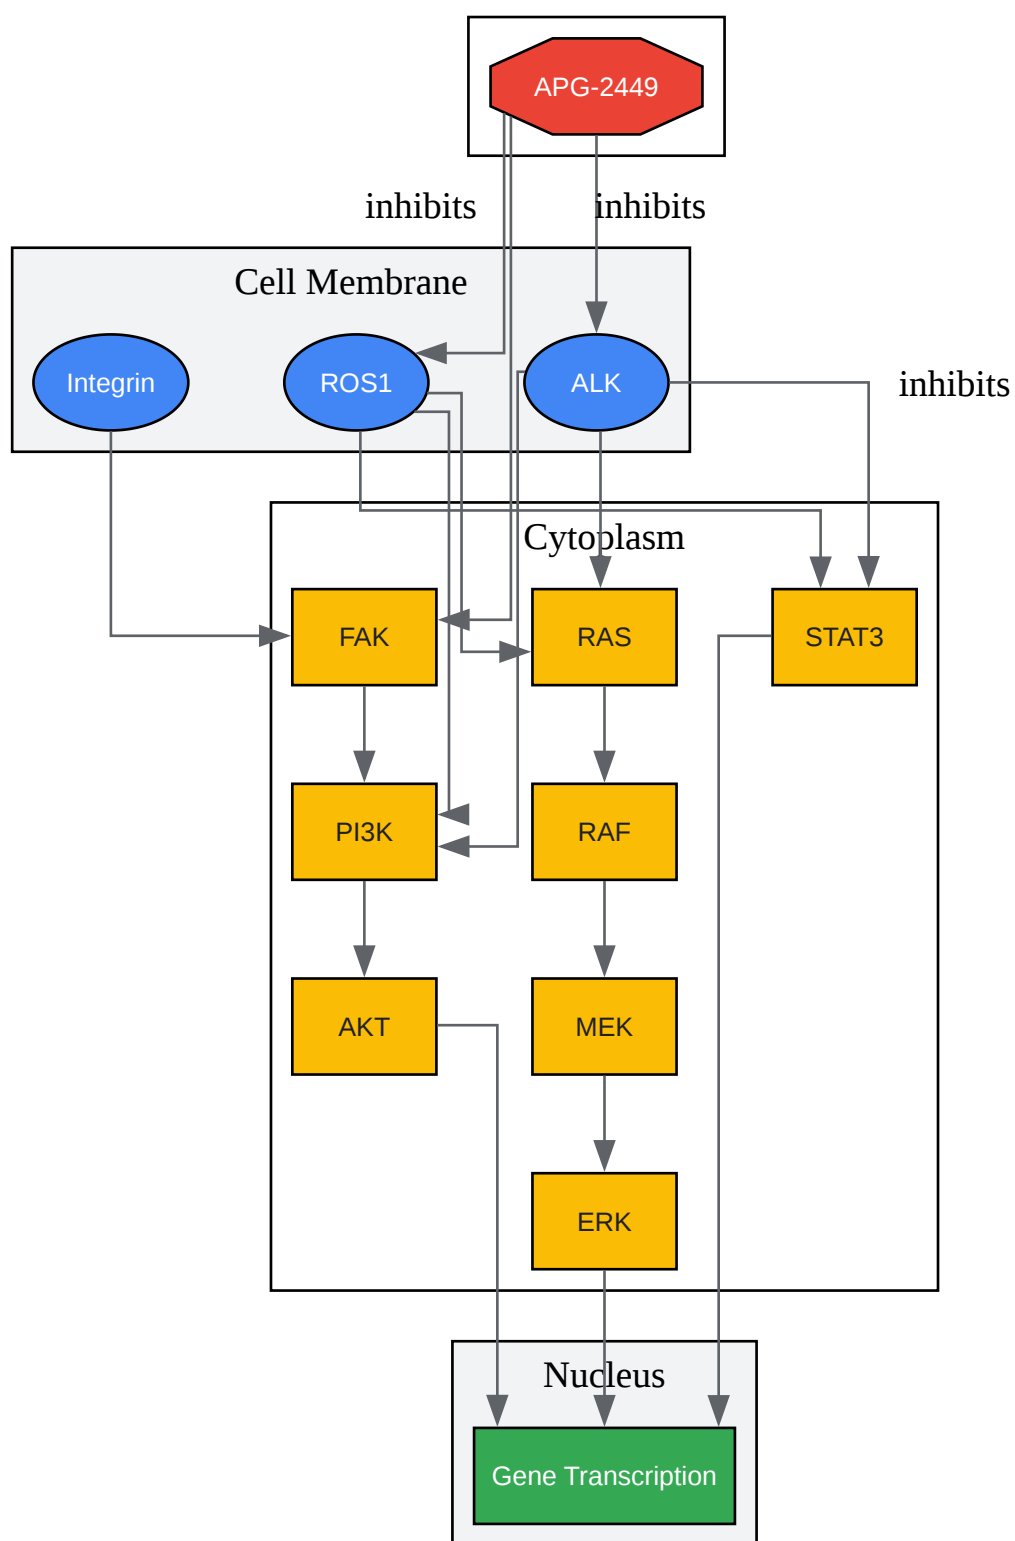 APG-2449
inhibits
inhibits
Cell Membrane
Integrin
ROS1
ALK
inhibits
Cytoplasm
FAK
RAS
STAT3
PI3K
RAF
AKT
MEK
ERK
Nucleus
Gene Transcription